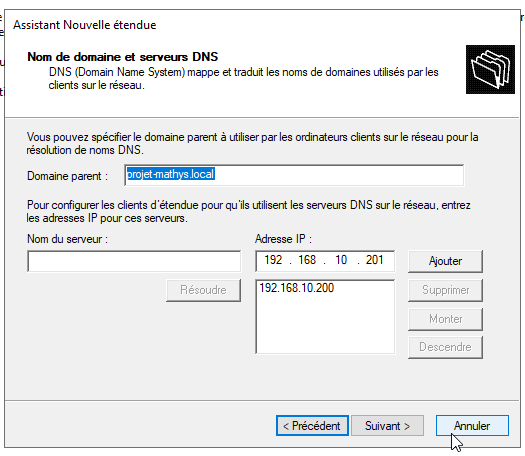 Assistant Nouvelle étendue
Nom de domaine et serveurs DNS
DNS (Domain Name System) mappe et traduit les noms de domaines utilisés par les
clients sur le réseau.
Vous pouvez spécifier le domaine parent à utiliser par les ordinateurs clients sur le réseau pour la
résolution de noms DNS.
Domaine parent : projet-mathys.local
Pour configurer les clients d'étendue pour qu'ils utilisent les serveurs DNS sur le réseau, entrez
les adresses IP pour ces serveurs.
Nom du serveur : Adresse IP :
192 . 168 . 10 . 201 Ajouter
Résoudre 192.168.10.200 Supprimer
Monter
Descendre
< Précédent Suivant > Annuler